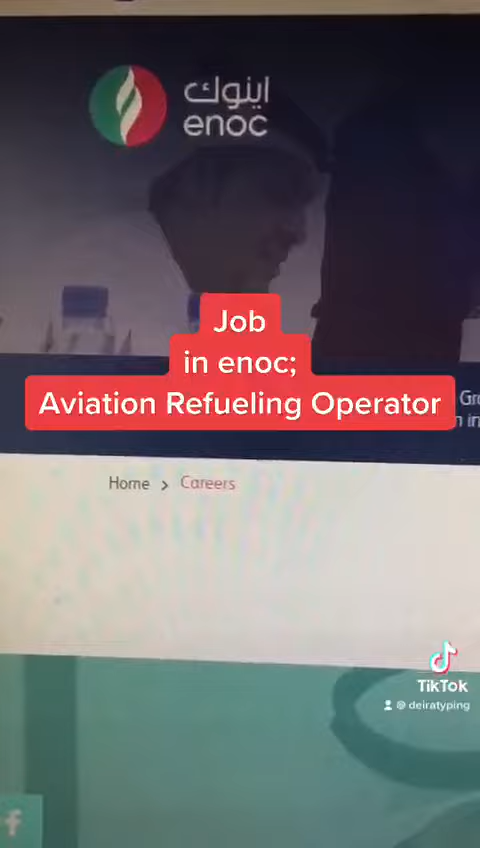 اينوك
enoc
Job
in enoc;
Aviation Refueling Operator
Home > Careers
TikTok
@ deiratyping